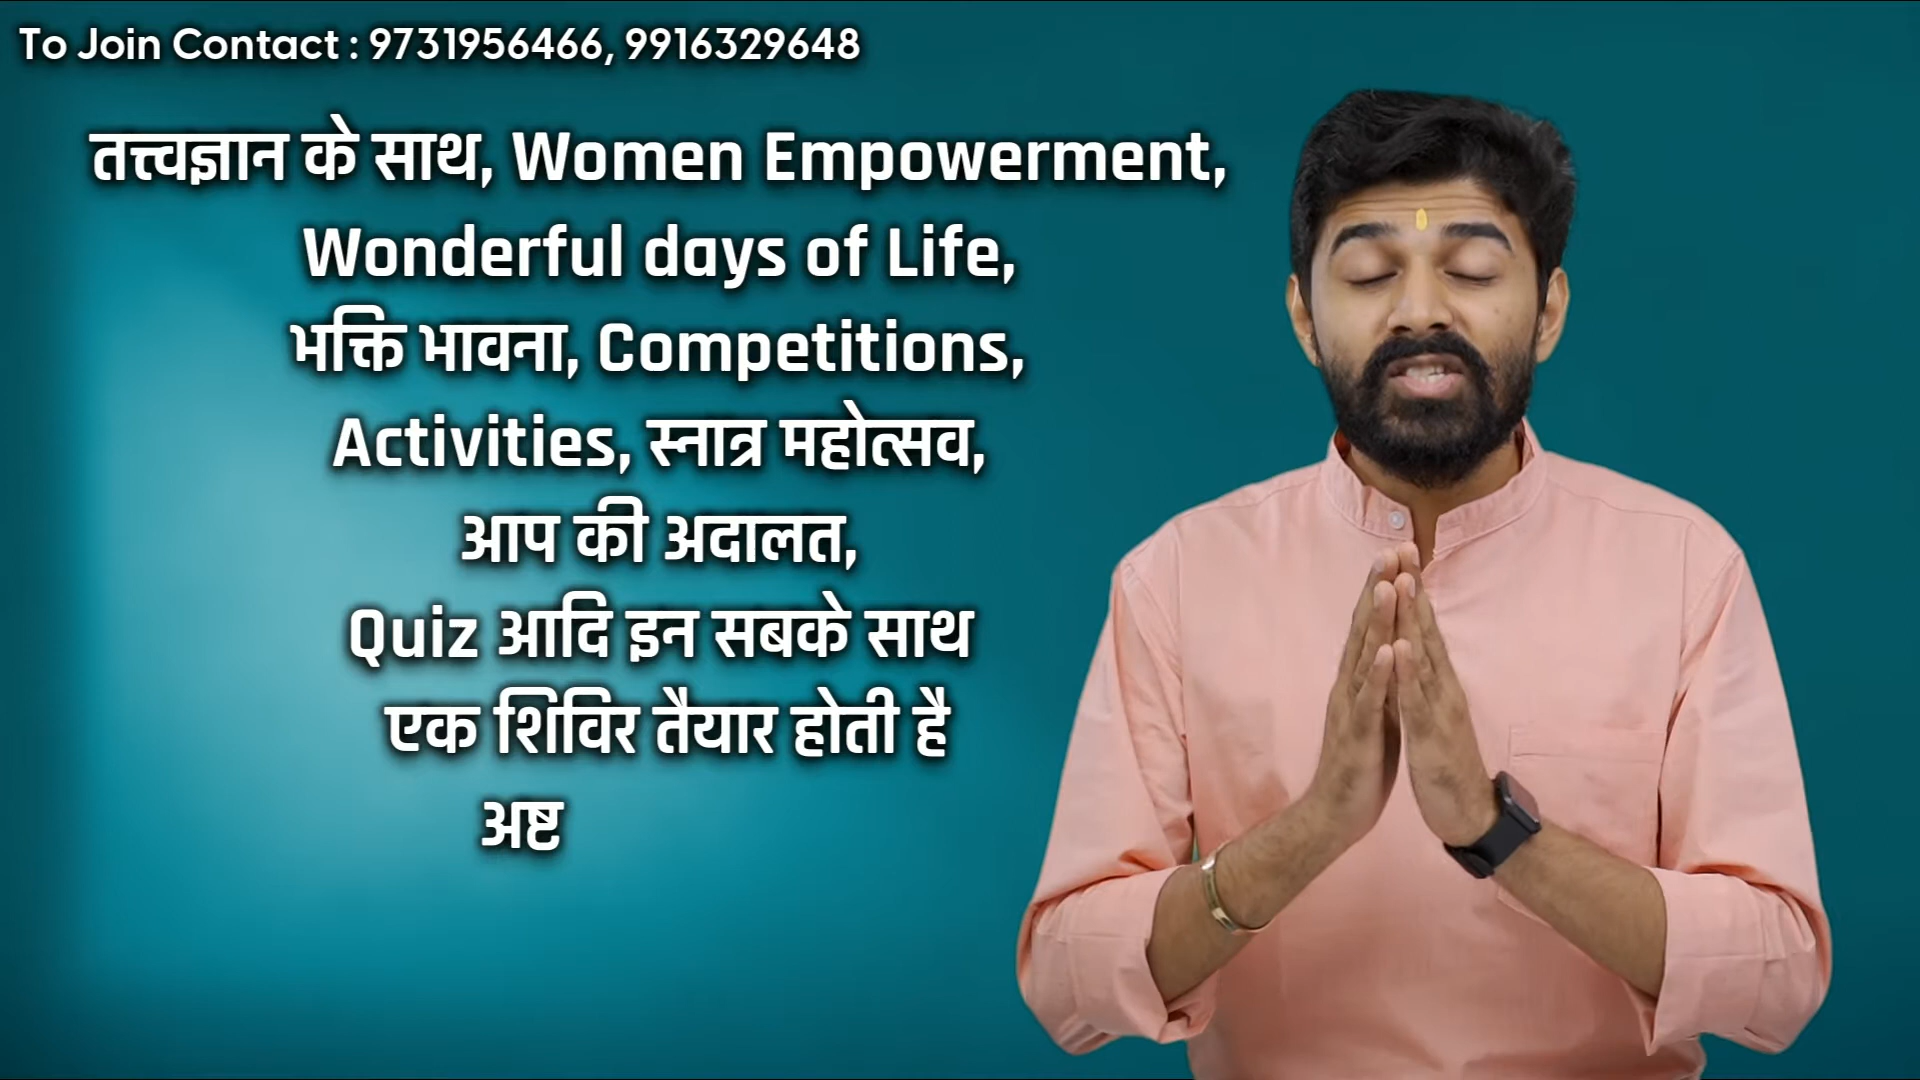 To Join Contact : 9731956466, 9916329648
तत्त्वज्ञान के साथ, Women Empowerment,
Wonderful days of Life,
भक्ति भावना, Competitions,
Activities, स्नात्र महोत्सव,
आप की अदालत,
Quiz आदि इन सबके साथ
एक शिविर तैयार होती है
अष्ट